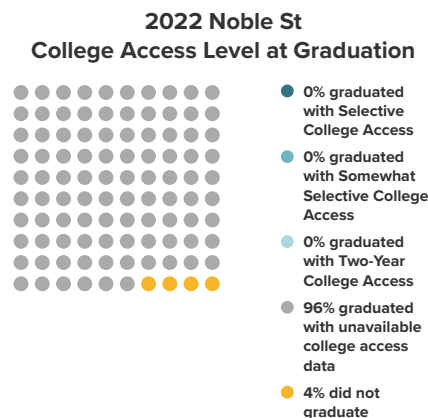 2022 Noble St
College Access Level at Graduation
0% graduated
with Selective
College Access
0% graduated
with Somewhat
Selective College
Access
0% graduated
with Two-Year
College Access
96% graduated
with unavailable
college access
data
4% did not
graduate